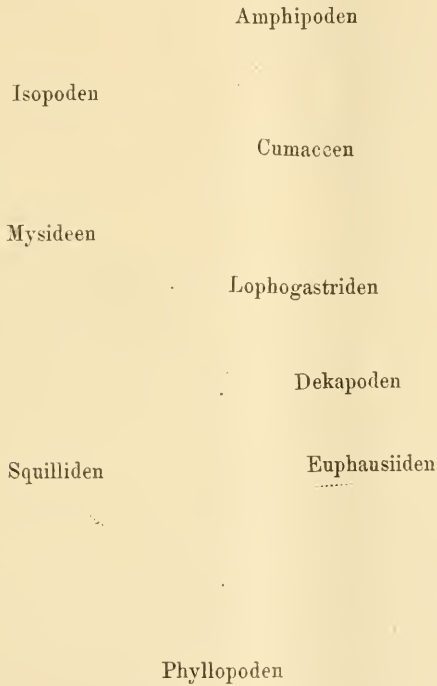 Amphipoden
Isopoden
Cumaceen
Mysideen
Lophogastriden
Dekapoden
Squilliden
Euphausiiden
Phyllopoden